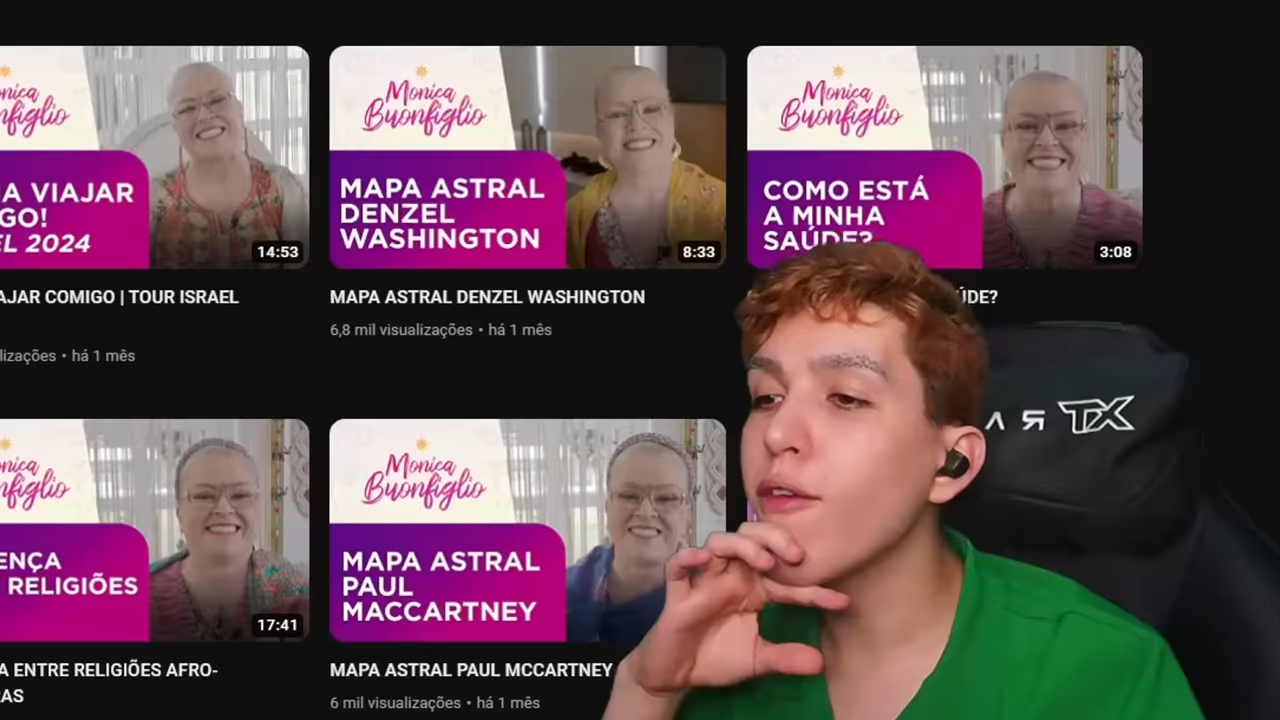 Monica
Buonfiglio
A VIAJAR
GO!
EL 2024
14:53
AJAR COMIGO | TOUR ISRAEL
lizações • há 1 mês
Monica
Buonfiglio
MAPA ASTRAL
DENZEL
WASHINGTON
8:33
MAPA ASTRAL DENZEL WASHINGTON
6,8 mil visualizações • há 1 mês
Monica
Buonfiglio
COMO ESTÁ
A MINHA
SAÚDE?
3:08
ÚDE?
ENÇA
RELIGIÕES
17:41
A ENTRE RELIGIÕES AFRO-
RAS
Monica
Buonfiglio
MAPA ASTRAL
PAUL
MACCARTNEY
MAPA ASTRAL PAUL MCCARTNEY
6 mil visualizações • há 1 mês
TX